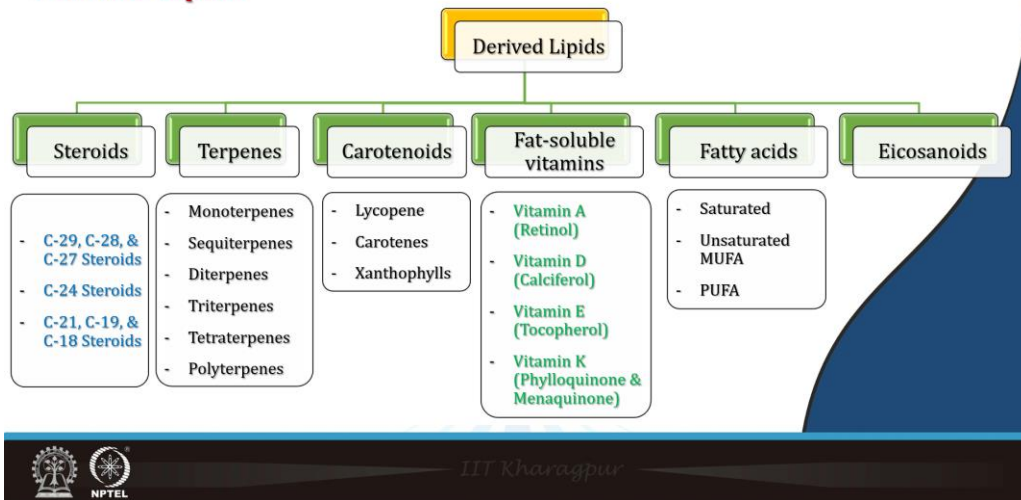 Derived Lipids
Steroids
Terpenes
Carotenoids
Fat-soluble
vitamins
Fatty acids
Eicosanoids
- C-29, C-28, &
C-27 Steroids
- C-24 Steroids
- C-21, C-19, &
C-18 Steroids
- Monoterpenes
- Sequiterpenes
- Diterpenes
- Triterpenes
- Tetraterpenes
- Polyterpenes
- Lycopene
- Carotenes
- Xanthophylls
- Vitamin A
(Retinol)
- Vitamin D
(Calciferol)
- Vitamin E
(Tocopherol)
- Vitamin K
(Phylloquinone &
Menaquinone)
- Saturated
- Unsaturated
MUFA
- PUFA
IIT Kharagpur
NPTEL